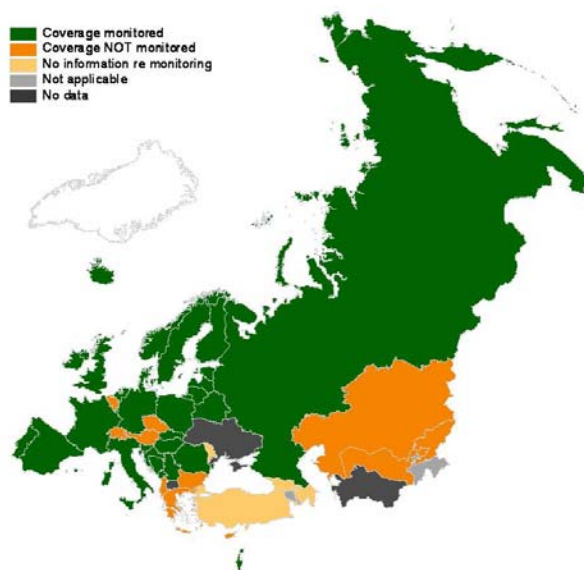 Coverage monitored
Coverage NOT monitored
No information re monitoring
Not applicable
No data